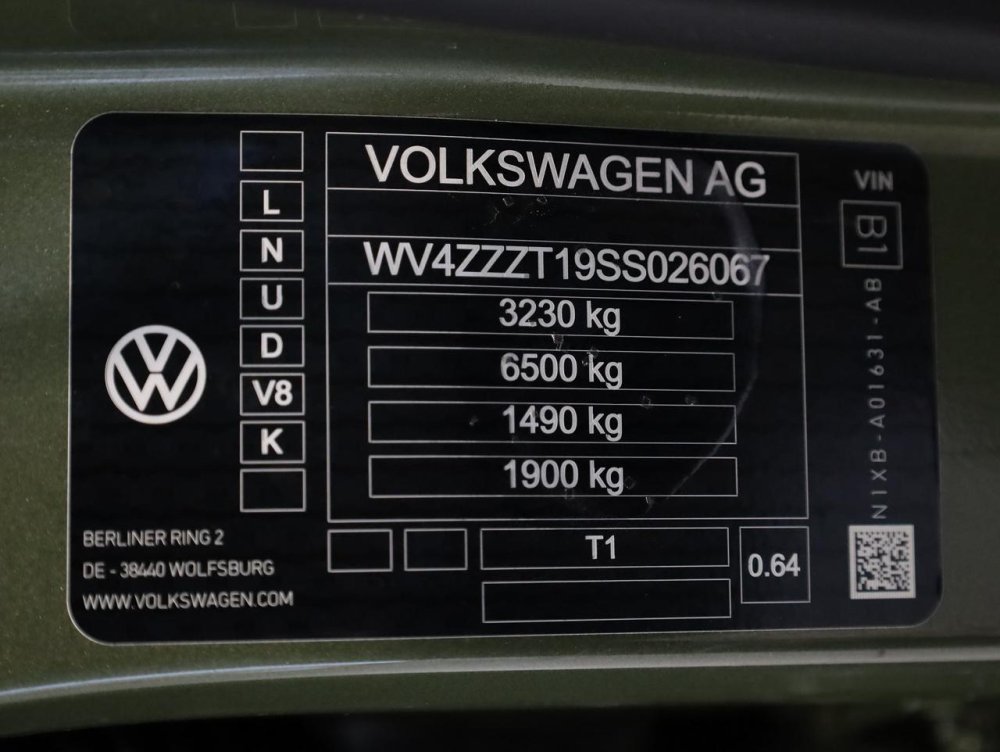 VOLKSWAGEN AG
WV4ZZZT19SS026067
3230 kg
6500 kg
1490 kg
1900 kg
L
N
U
D
V8
K
T1
0.64
VIN
B1
N1XB-A01631-AB
BERLINER RING 2
DE - 38440 WOLFSBURG
WWW.VOLKSWAGEN.COM